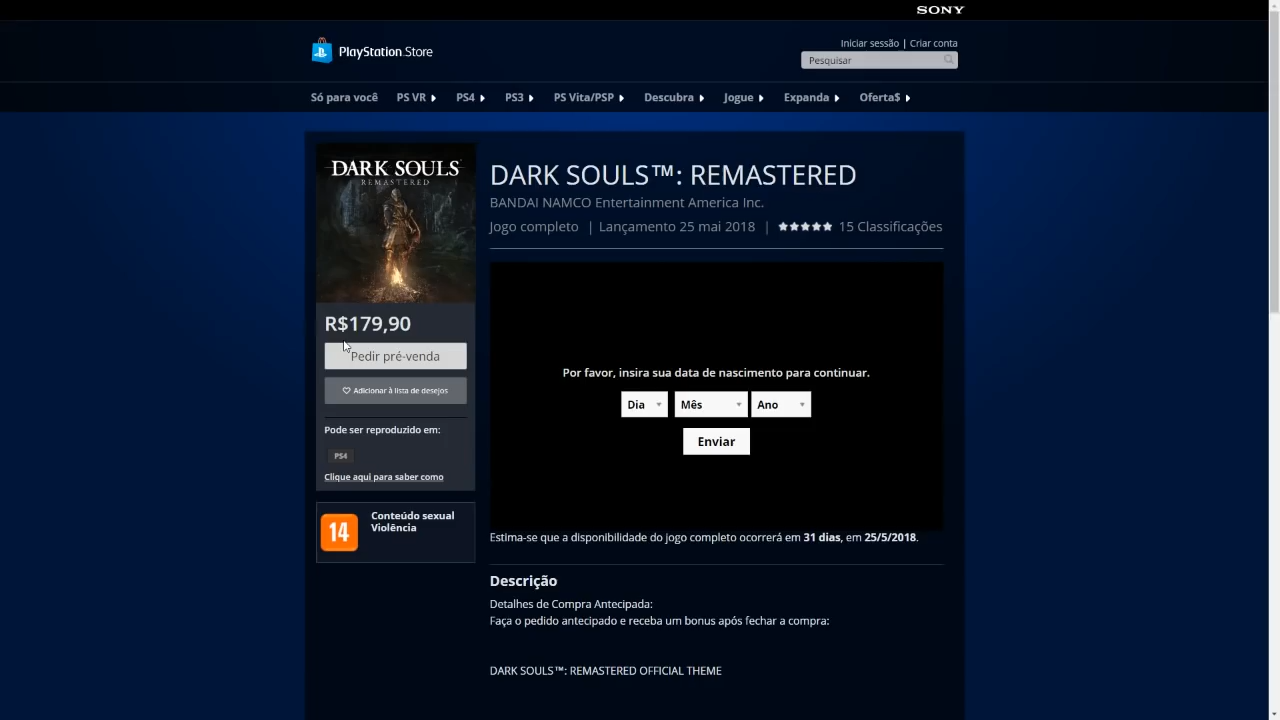 SONY
PlayStation.Store
Iniciar sessão | Criar conta
Pesquisar
Só para você PS VR PS4 PS3 PS Vita/PSP Descubra Jogue Expanda Oferta$
DARK SOULS
REMASTERED
DARK SOULS™: REMASTERED
BANDAI NAMCO Entertainment America Inc.
Jogo completo | Lançamento 25 mai 2018 | 15 Classificações
R$179,90
Pedir pré-venda
Adicionar à lista de desejos
Pode ser reproduzido em:
PS4
Clique aqui para saber como
14
Conteúdo sexual
Violência
Por favor, insira sua data de nascimento para continuar.
Dia Mês Ano
Enviar
Estima-se que a disponibilidade do jogo completo ocorrerá em 31 dias, em 25/5/2018.
Descrição
Detalhes de Compra Antecipada:
Faça o pedido antecipado e receba um bonus após fechar a compra:
DARK SOULS™: REMASTERED OFFICIAL THEME